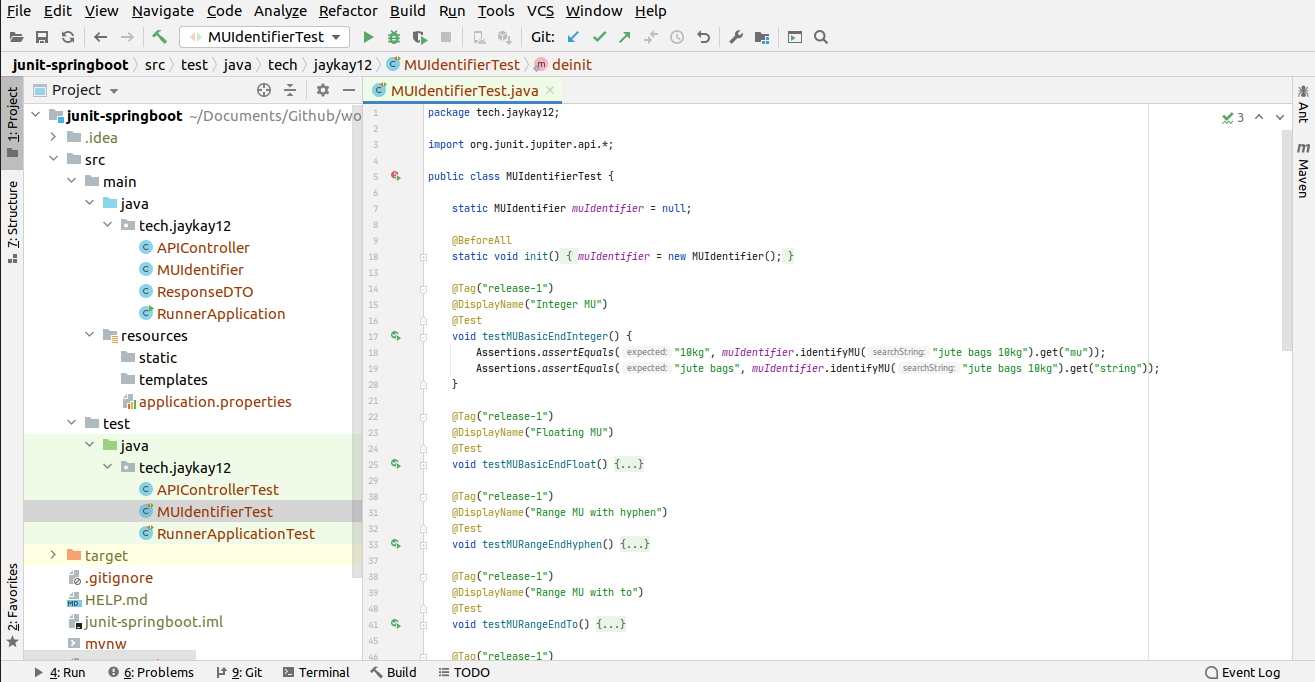 File Edit View Navigate Code Analyze Refactor Build Run Tools VCS Window Help
MUIdentifierTest Git:
junit-springboot src test java tech jaykay12 MUIdentifierTest deinit
1: Project
7: Structure
2: Favorites
Project
junit-springboot ~/Documents/Github/wo
.idea
src
main
java
tech.jaykay12
APIController
MUIdentifier
ResponseDTO
RunnerApplication
resources
static
templates
application.properties
test
java
tech.jaykay12
APIControllerTest
MUIdentifierTest
RunnerApplicationTest
target
.gitignore
HELP.md
junit-springboot.iml
mvnw
MUIdentifierTest.java
3
1 package tech.jaykay12;
2
3 import org.junit.jupiter.api.*;
4
5 public class MUIdentifierTest {
6
7 static MUIdentifier muIdentifier = null;
8
9 @BeforeAll
10 static void init() { muIdentifier = new MUIdentifier(); }
13
14 @Tag("release-1")
15 @DisplayName("Integer MU")
16 @Test
17 void testMUBasicEndInteger() {
18 Assertions.assertEquals( expected: "10kg", muIdentifier.identifyMU( searchString: "jute bags 10kg").get("mu"));
19 Assertions.assertEquals( expected: "jute bags", muIdentifier.identifyMU( searchString: "jute bags 10kg").get("string"));
20 }
21
22 @Tag("release-1")
23 @DisplayName("Floating MU")
24 @Test
25 void testMUBasicEndFloat() {...}
29
30 @Tag("release-1")
31 @DisplayName("Range MU with hyphen")
32 @Test
33 void testMURangeEndHyphen() {...}
37
38 @Tag("release-1")
39 @DisplayName("Range MU with to")
40 @Test
41 void testMURangeEndTo() {...}
45
46 @Tag("release-1")
Ant
m Maven
4: Run 6: Problems 9: Git Terminal Build TODO Event Log